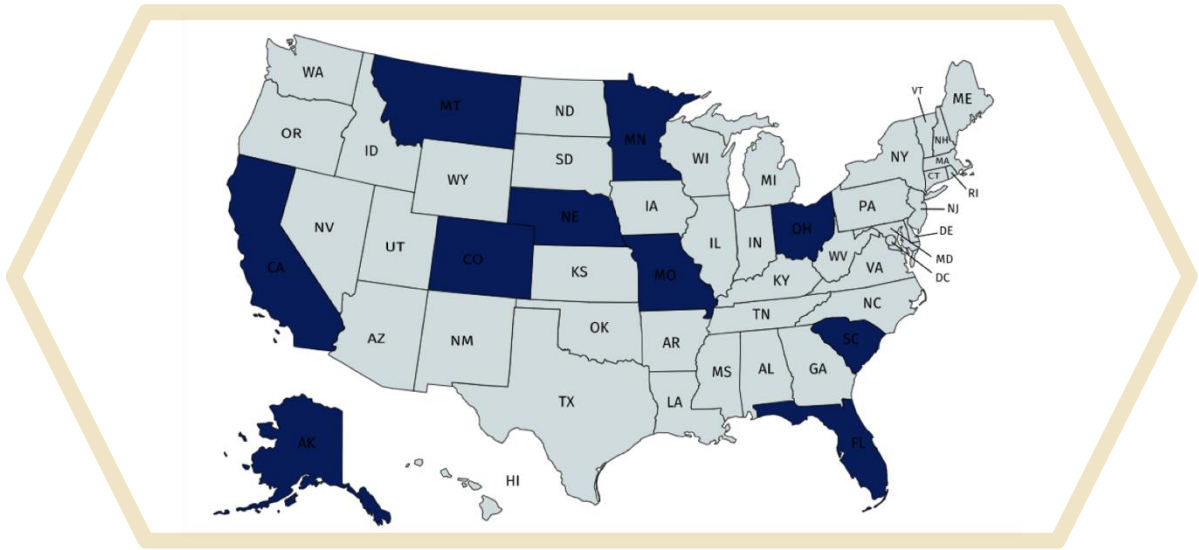 WA
MT
ND
MN
VT
ME
OR
ID
SD
WI
NY
NH
MA
CT
RI
WY
MI
IA
NE
PA
NJ
NV
UT
CO
IL
IN
OH
DE
CA
KS
MO
WV
MD
VA
DC
KY
NC
TN
AZ
NM
OK
AR
SC
MS
AL
GA
TX
LA
AK
FL
HI